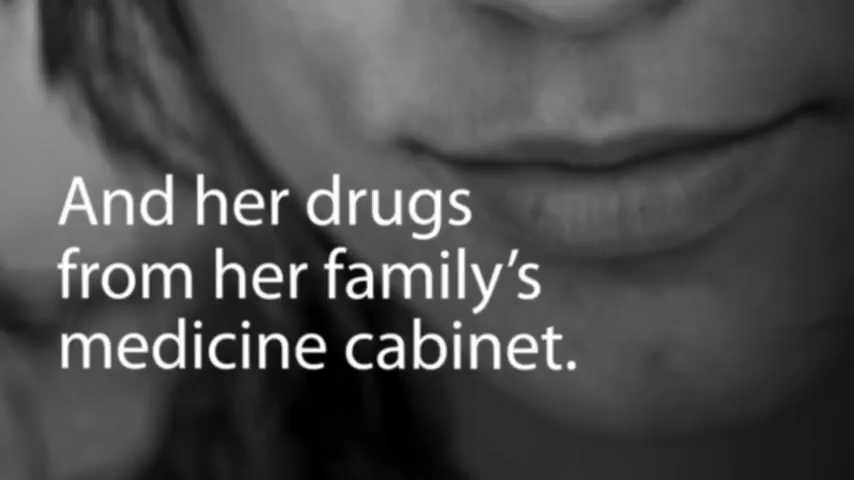 And her drugs
from her family’s
medicine cabinet.